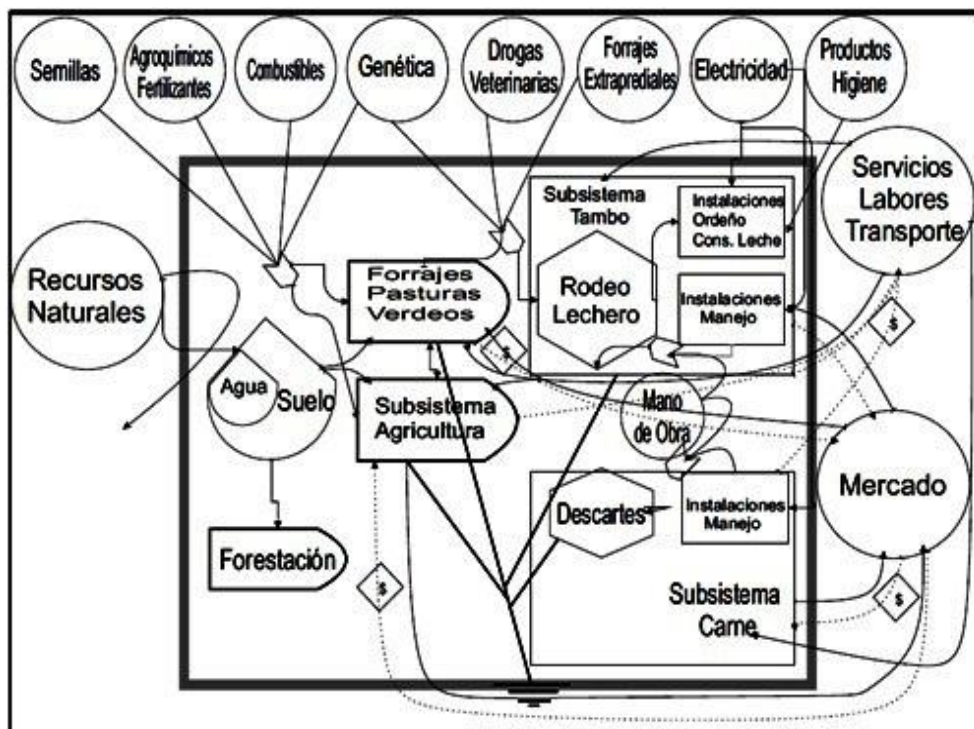 Semillas
Agroquímicos
Fertilizantes
Combustibles
Genética
Drogas
Veterinarias
Forrajes
Extraprediales
Electricidad
Productos
Higiene
Servicios
Labores
Transporte
Recursos
Naturales
Subsistema
Tambo
Instalaciones
Ordeño
Cons. Leche
Rodeo
Lechero
Instalaciones
Manejo
Forrajes
Pasturas
Verdeos
$
$
Agua
Suelo
Subsistema
Agricultura
Mano
de Obra
Mercado
Descartes
Instalaciones
Manejo
Forestación
$
$
Subsistema
Carne